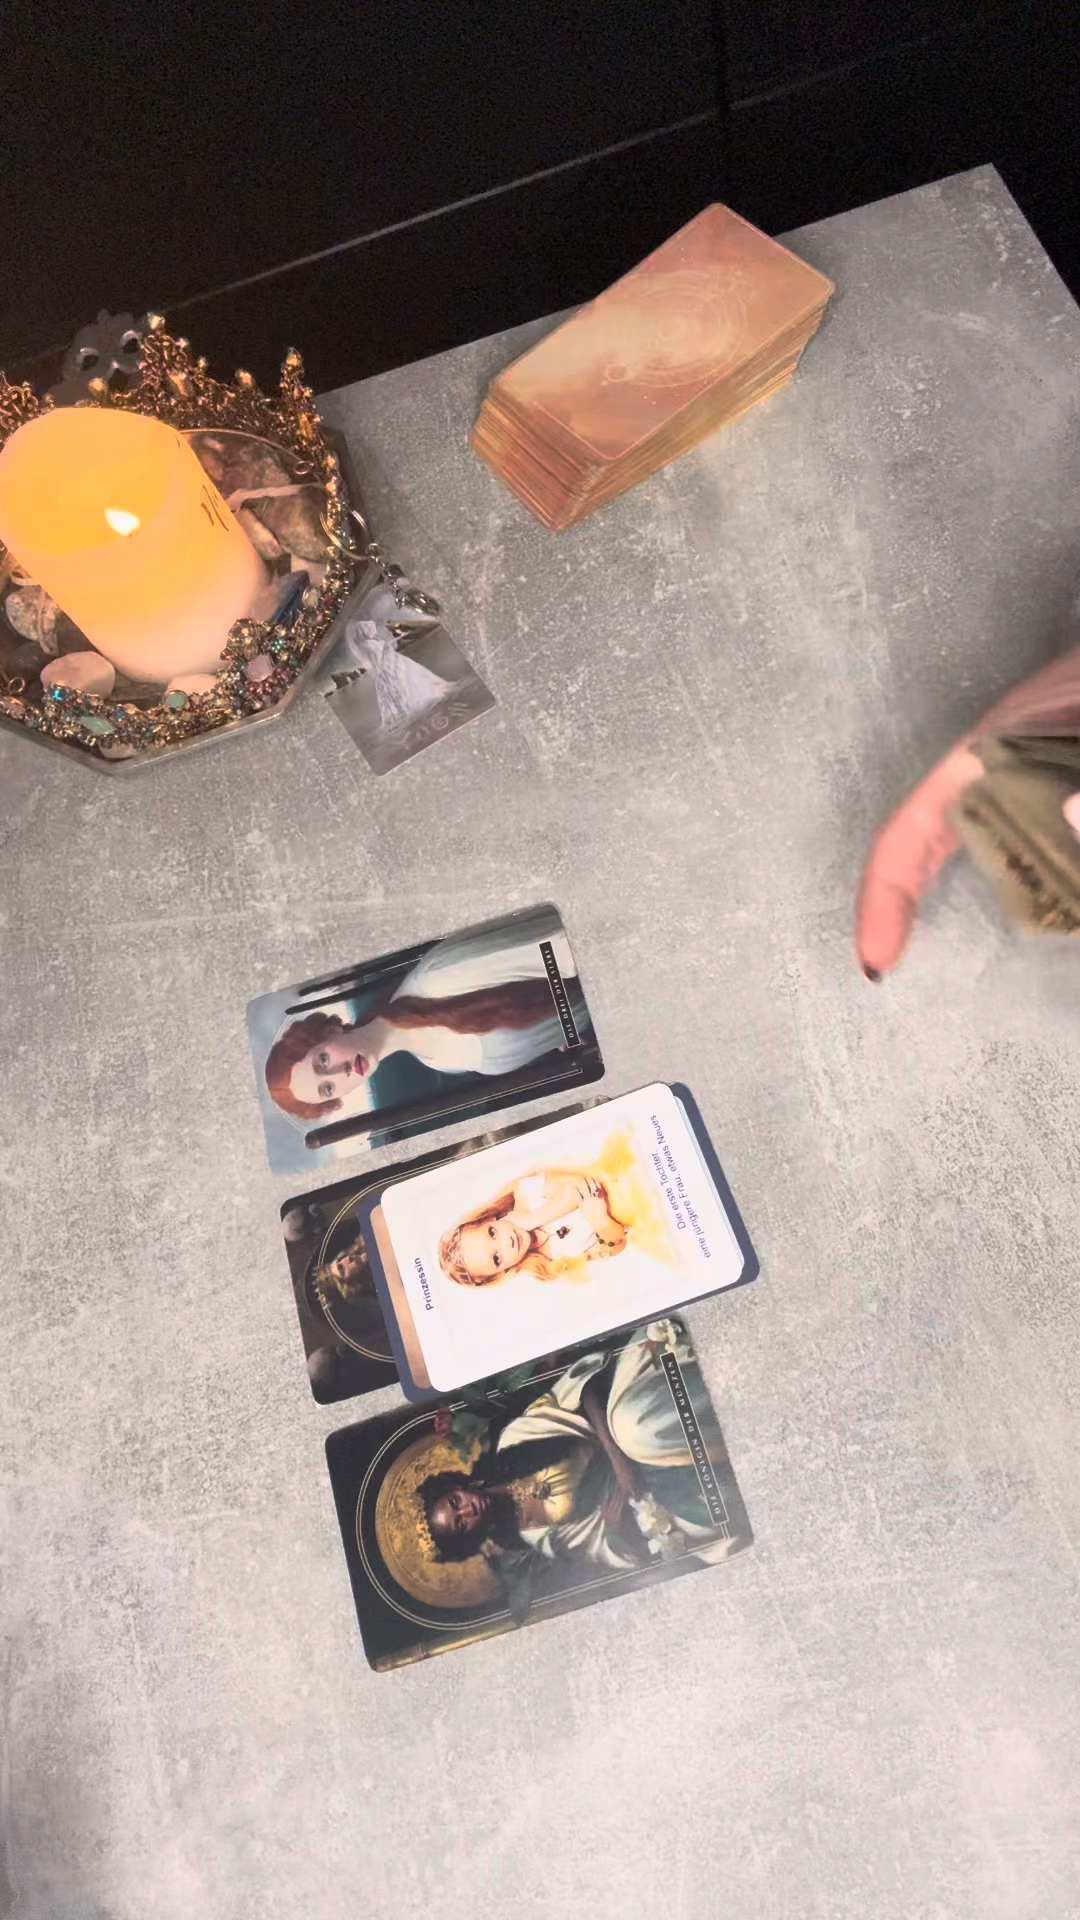 DIE DREI DER STÄBE
Prinzessin
Die erste Tochter,
eine jüngere Frau, etwas Neues
DIE KÖNIGIN DER MÜNZEN